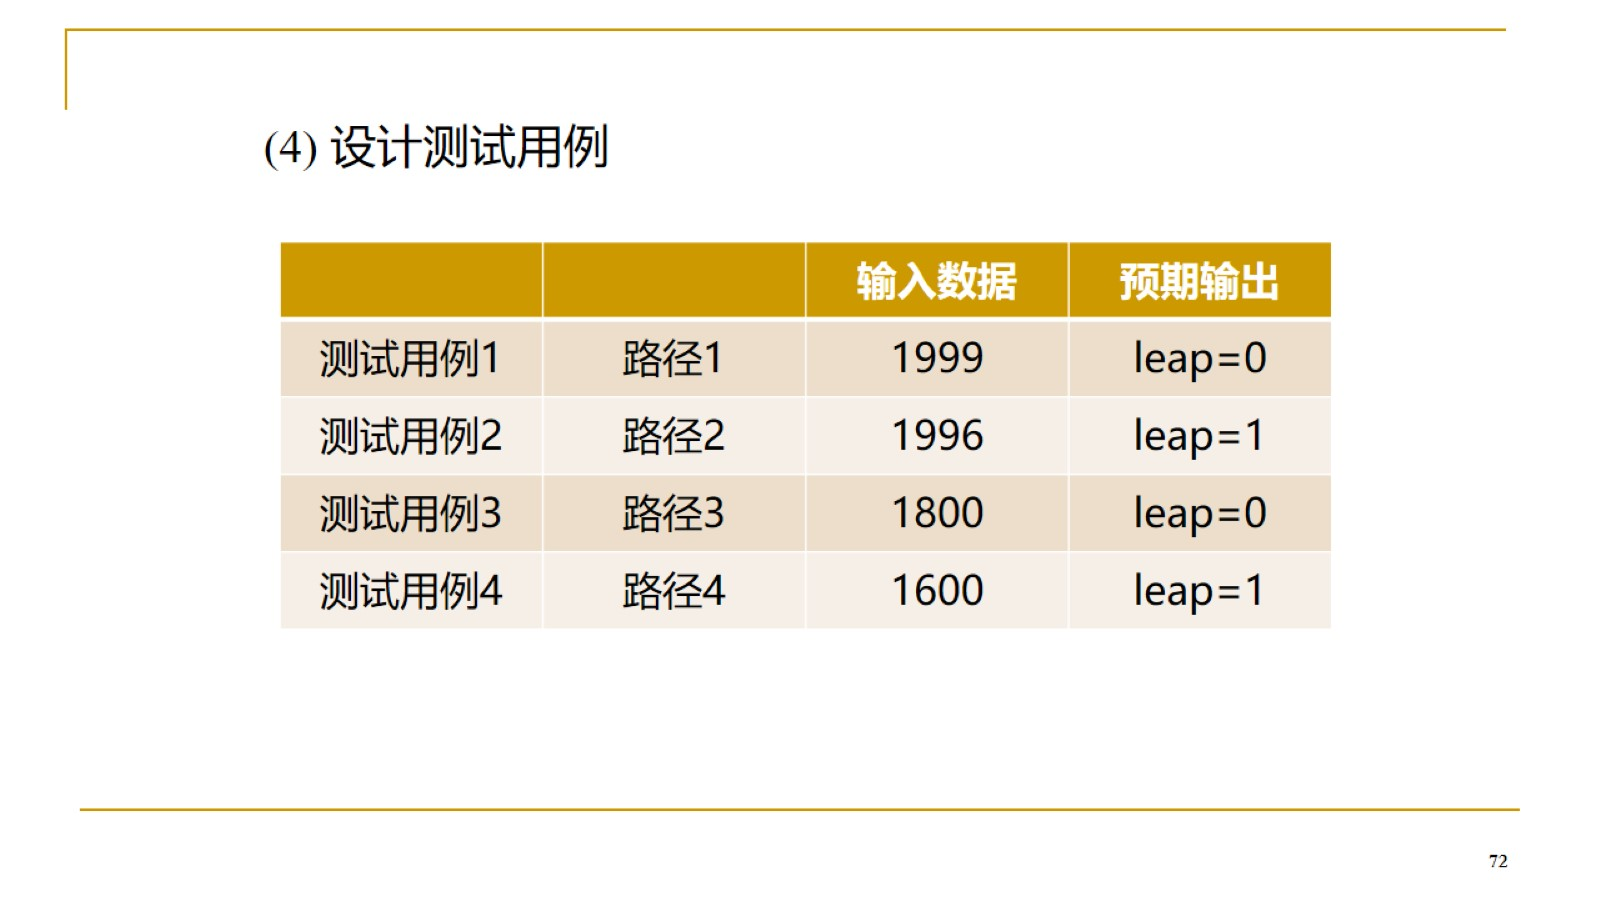 (4) 设计测试用例
输入数据 预期输出
测试用例1 路径1 1999 leap=0
测试用例2 路径2 1996 leap=1
测试用例3 路径3 1800 leap=0
测试用例4 路径4 1600 leap=1
72